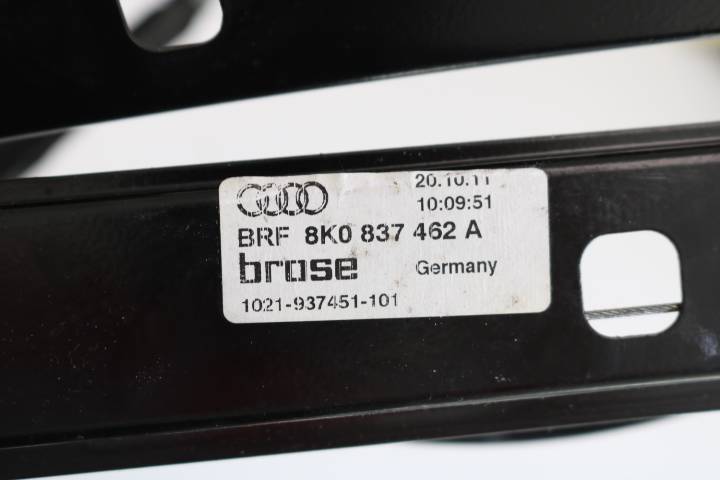 20.10.11
10:09:51
BRF 8K0 837 462 A
brose Germany
1021-937451-101